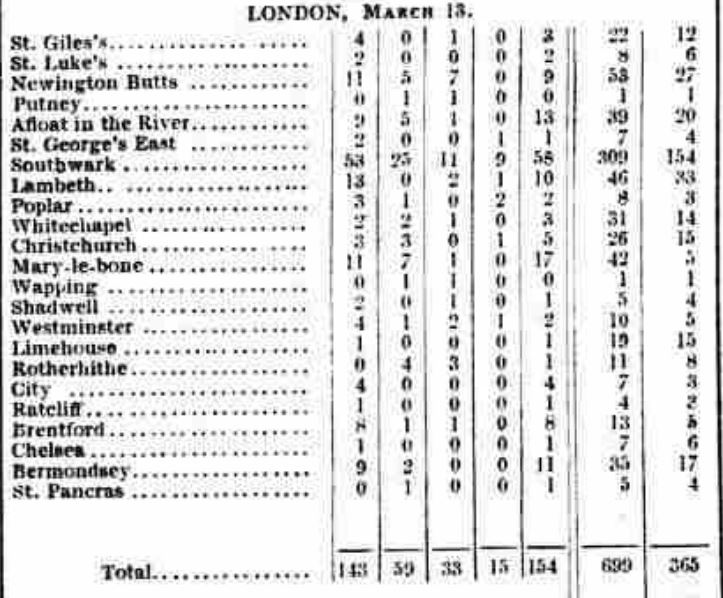 LONDON, MARCH 13.
St. Giles's.................... 4 0 1 0 3 22 12
St. Luke's .................... 2 0 0 0 2 8 6
Newington Butts ............ 11 5 7 0 9 53 27
Putney....................... 0 1 1 0 0 1 1
Afloat in the River............ 9 5 1 0 13 39 20
St. George's East ............ 2 0 0 1 1 7 4
Southwark .................... 53 25 11 9 58 309 154
Lambeth...................... 13 0 2 1 10 46 33
Poplar ........................ 3 1 0 2 2 8 3
Whitechapel .................. 2 2 1 0 3 31 14
Christchurch .................. 3 3 0 1 5 26 15
Mary-le-bone .................. 11 7 1 0 17 42 5
Wapping ...................... 0 1 1 0 0 1 1
Shadwell ...................... 2 0 1 0 1 5 4
Westminster .................. 4 1 2 1 2 10 5
Limehouse .................... 1 0 0 0 1 19 15
Rotherhithe.................... 0 4 3 0 1 11 8
City .......................... 4 0 0 0 4 7 3
Ratcliff........................ 1 0 0 0 1 4 2
Brentford...................... 8 1 1 0 8 13 5
Chelsea ........................ 1 0 0 0 1 7 6
Bermondsey .................... 9 2 0 0 11 35 17
St. Pancras .................... 0 1 0 0 1 5 4
Total................ 143 59 33 15 154 699 365